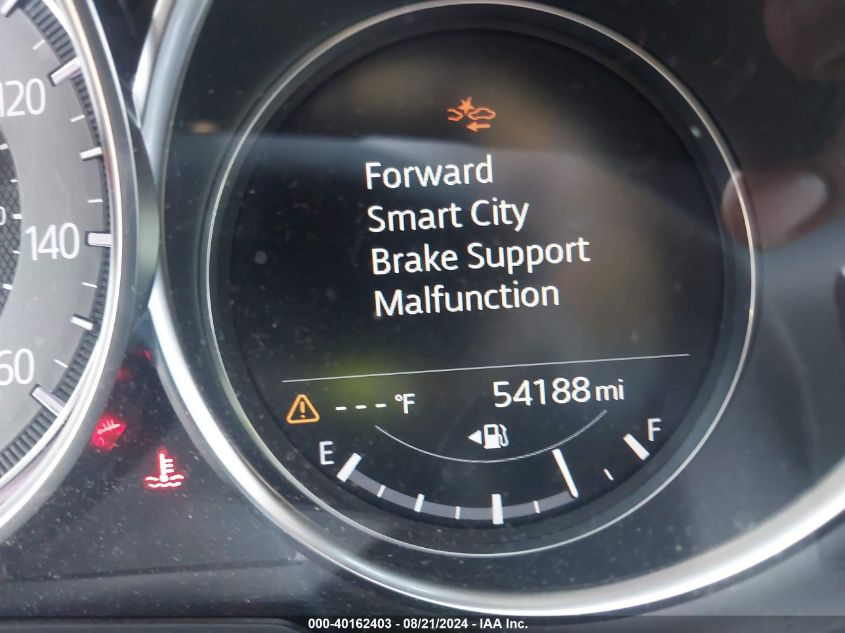 120
140
60
Forward
Smart City
Brake Support
Malfunction
--- °F
54188 mi
E
F
000-40162403 - 08/21/2024 - IAA Inc.